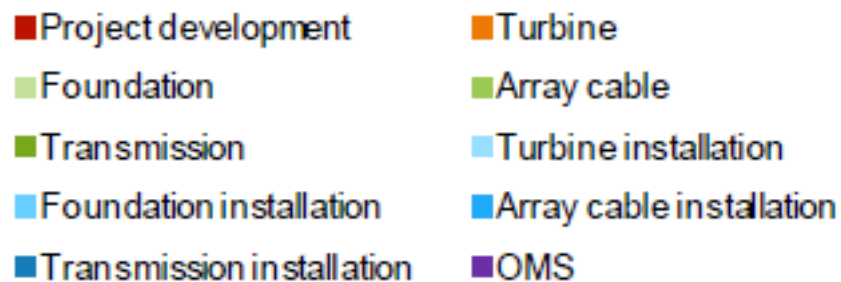 Project development
Turbine
Foundation
Array cable
Transmission
Turbine installation
Foundation installation
Array cable installation
Transmission installation
OMS